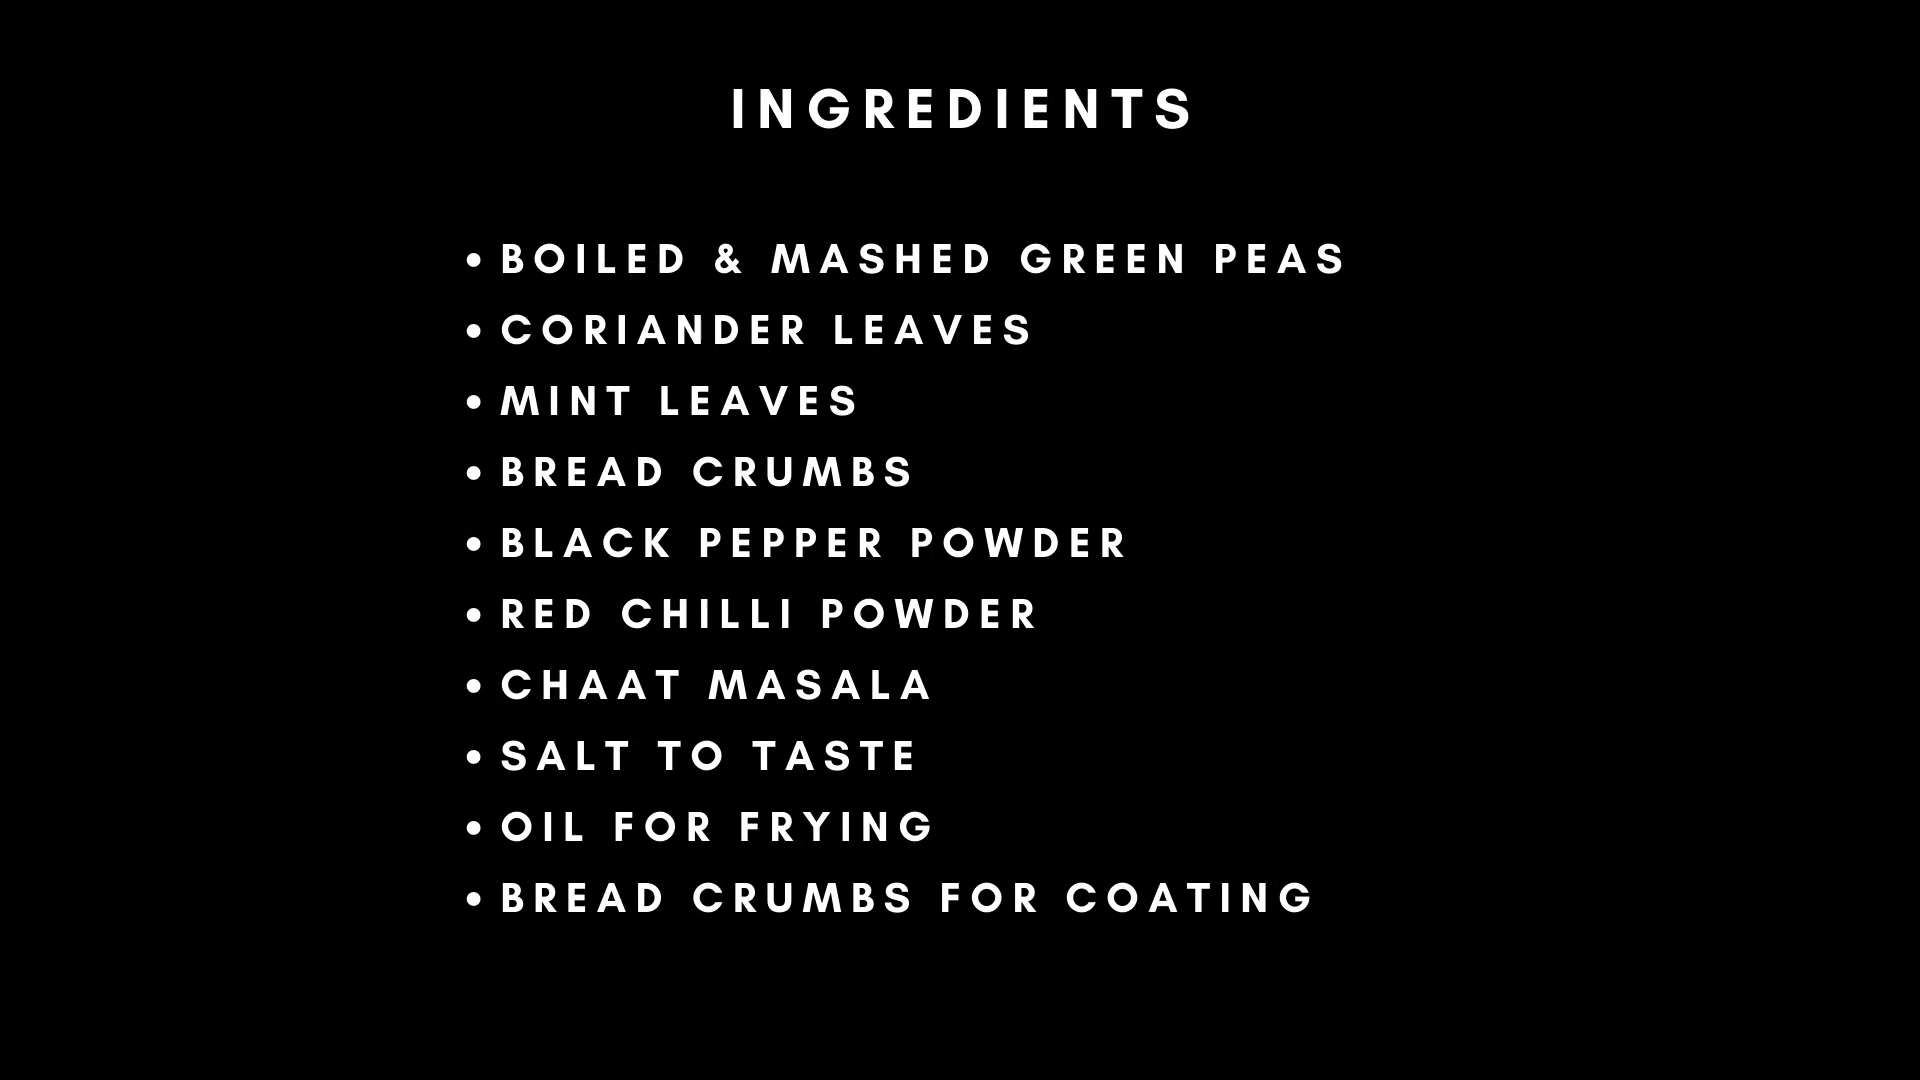 INGREDIENTS
• BOILED & MASHED GREEN PEAS
• CORIANDER LEAVES
• MINT LEAVES
• BREAD CRUMBS
• BLACK PEPPER POWDER
• RED CHILLI POWDER
• CHAAT MASALA
• SALT TO TASTE
• OIL FOR FRYING
• BREAD CRUMBS FOR COATING